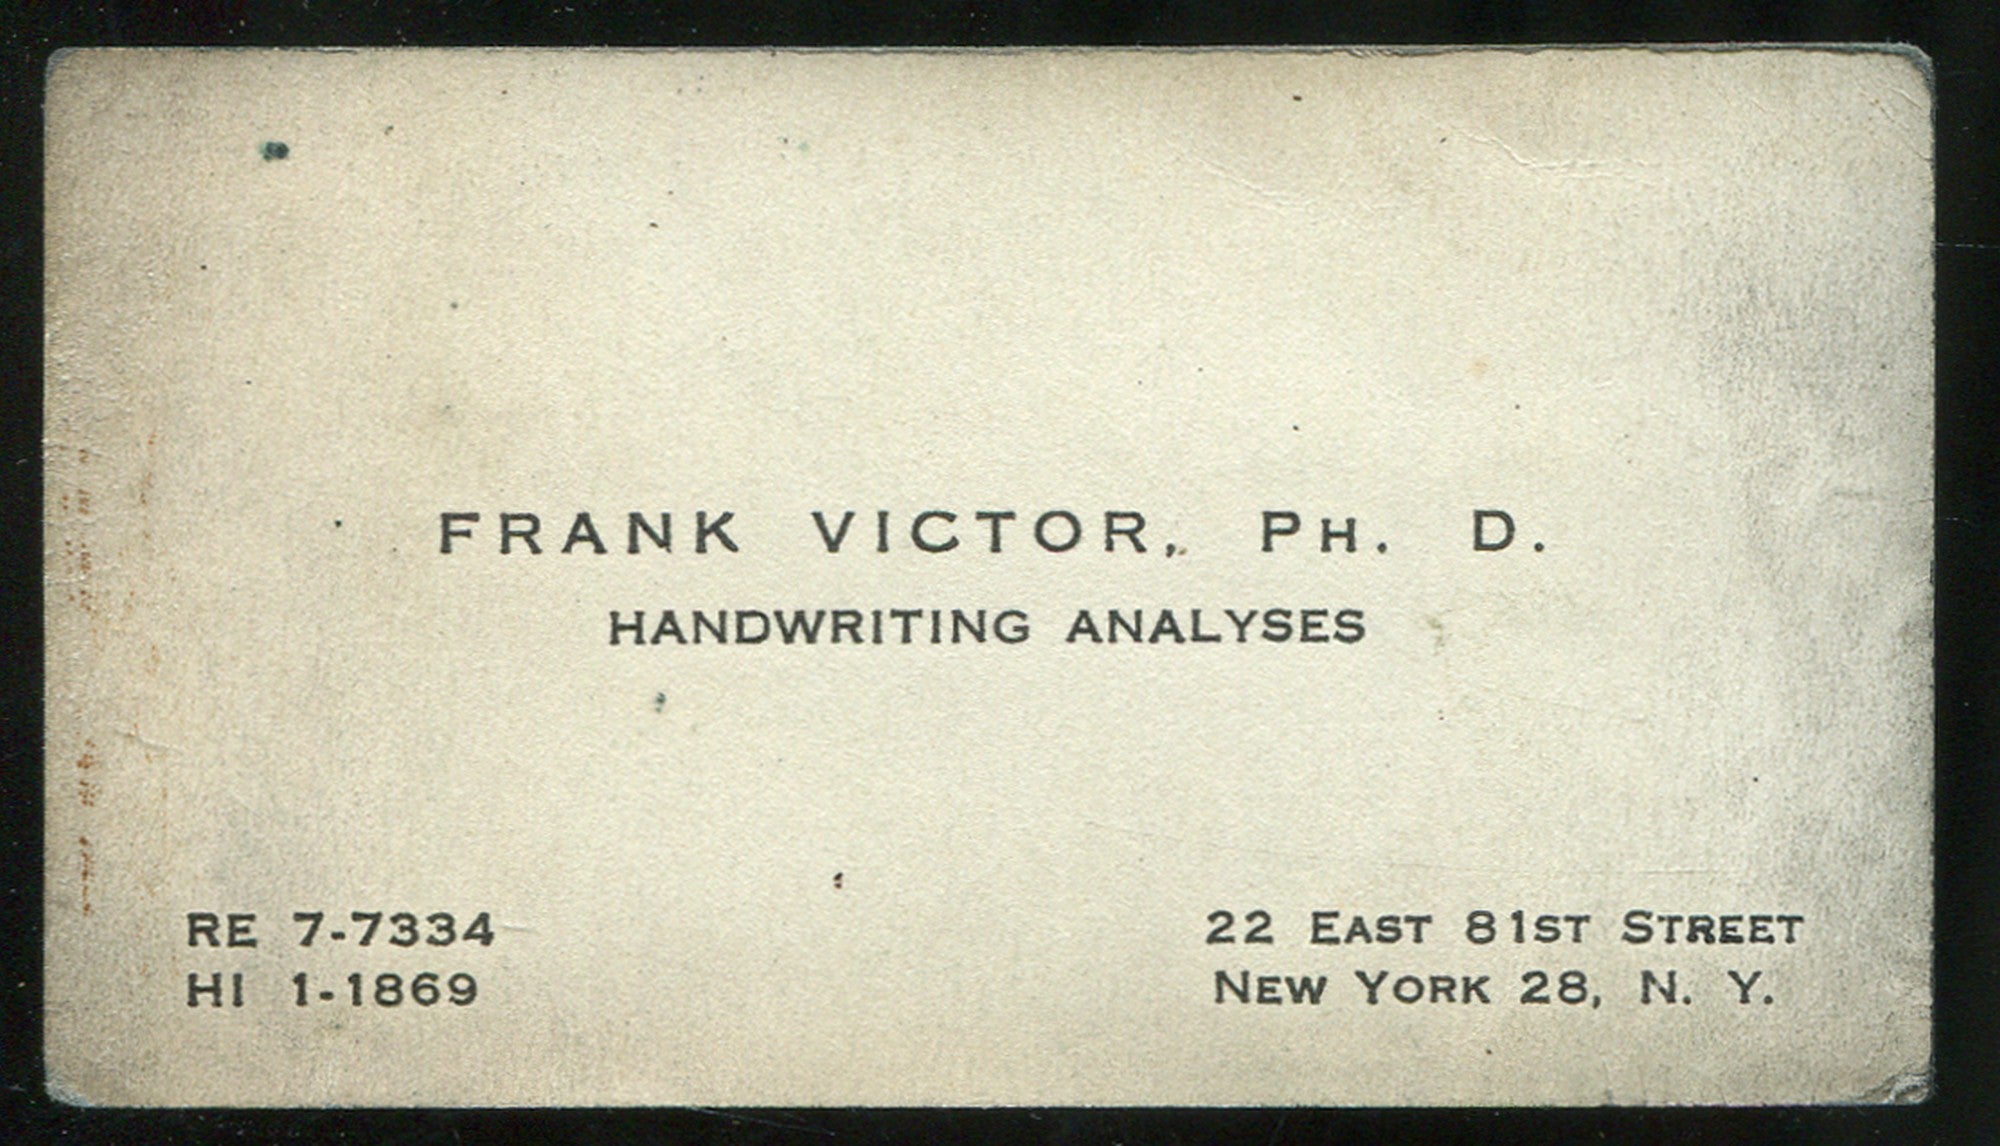 FRANK VICTOR, PH. D.
HANDWRITING ANALYSES
RE 7-7334
HI 1-1869
22 EAST 81ST STREET
NEW YORK 28, N. Y.